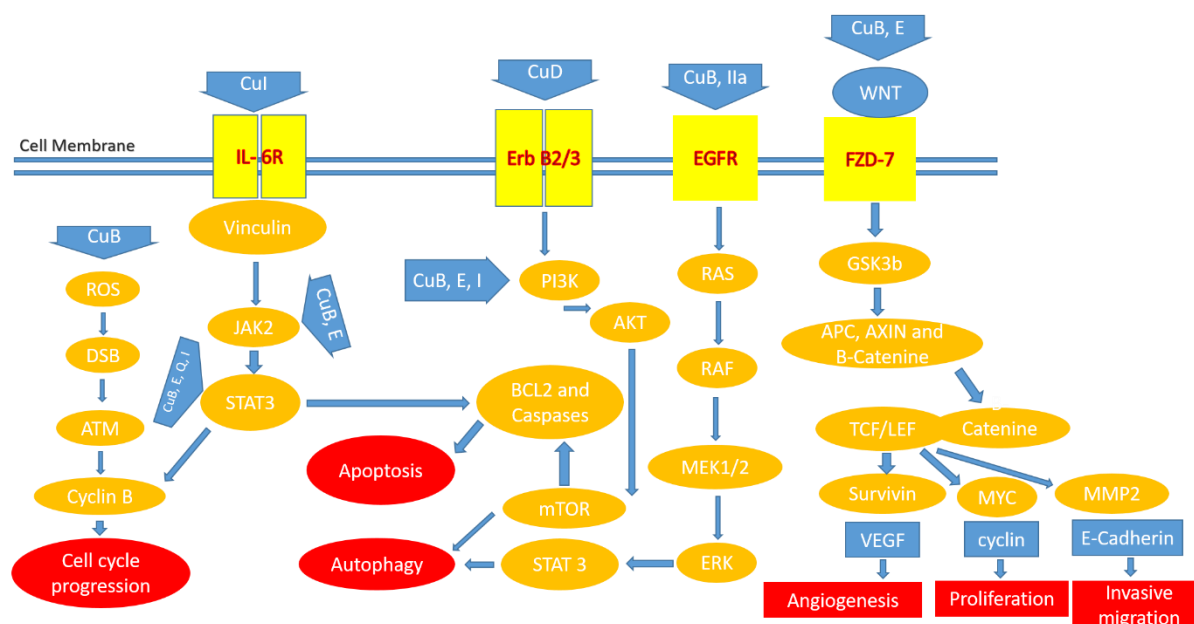 CuB, E
CuI
CuD
CuB, IIa
WNT
Cell Membrane
IL- 6R
Erb B2/3
EGFR
FZD-7
Vinculin
CuB
ROS
JAK2
CuB, E
CuB, E, I
PI3K
AKT
RAS
GSK3b
DSB
CuB, E, Q, I
STAT3
BCL2 and
Caspases
RAF
APC, AXIN and
B-Catenine
ATM
TCF/LEF
Catenine
Apoptosis
MEK1/2
Cyclin B
mTOR
Survivin
MYC
MMP2
Cell cycle
progression
Autophagy
STAT 3
ERK
VEGF
cyclin
E-Cadherin
Angiogenesis
Proliferation
Invasive
migration